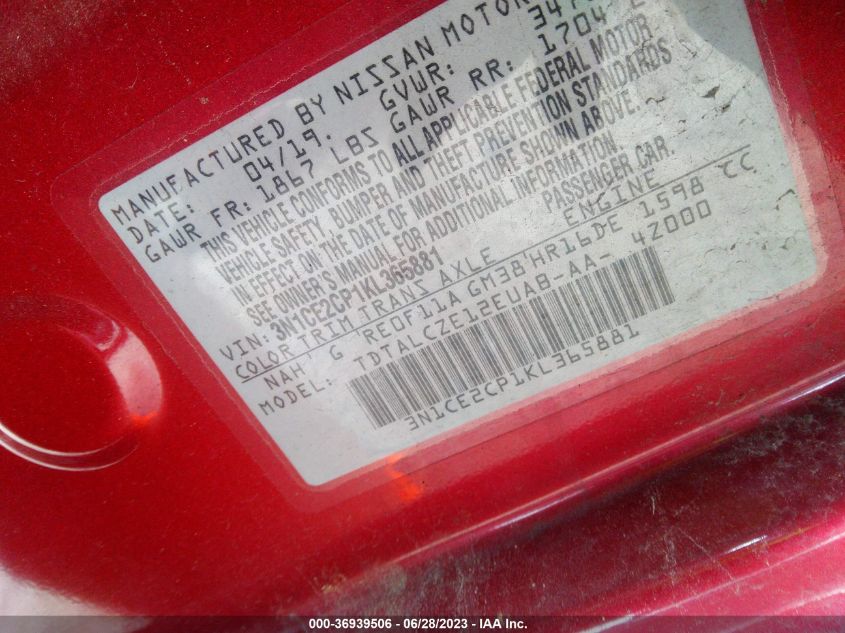 MANUFACTURED BY NISSAN MOTOR
DATE: 04/19. GVWR:
GAWR FR: 1867 LBS GAWR RR: 1704
THIS VEHICLE CONFORMS TO ALL APPLICABLE FEDERAL MOTOR
VEHICLE SAFETY, BUMPER AND THEFT PREVENTION STANDARDS
IN EFFECT ON THE DATE OF MANUFACTURE SHOWN ABOVE.
SEE OWNER'S MANUAL FOR ADDITIONAL INFORMATION.
VIN: 3N1CE2CP1KL365881 PASSENGER CAR.
COLOR TRIM TRANS AXLE ENGINE
NAH G RE0F11A GM38 HR16DE 1598 CC
MODEL: TDTALCZE12EUAB-AA- 4Z000
3N1CE2CP1KL365881
000-36939506 / 06/28/2023 - IAA Inc.